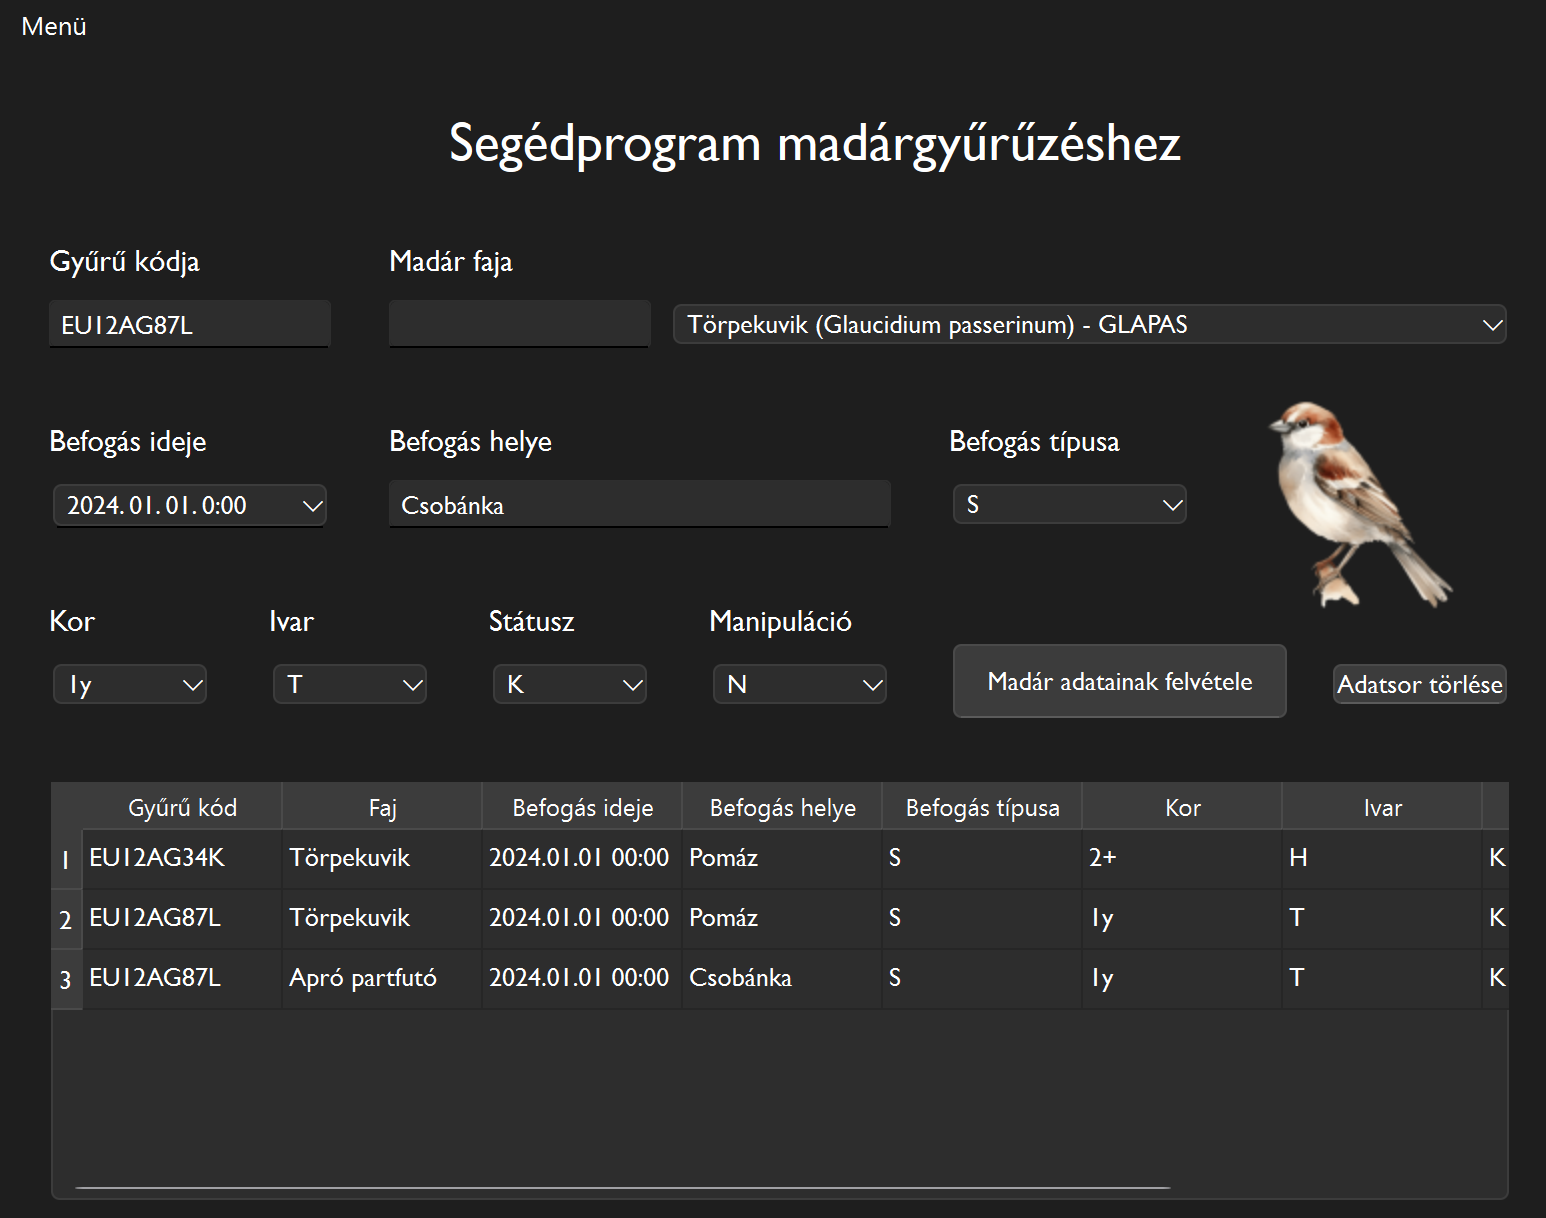 Menü
Segédprogram madárgyűrűzéshez
Gyűrű kódja Madár faja
EU12AG87L Törpekuvik (Glaucidium passerinum) - GLAPAS
Befogás ideje Befogás helye Befogás típusa
2024. 01. 01. 0:00 Csobánka S
Kor Ivar Státusz Manipuláció
1y T K N Madár adatainak felvétele Adatsor törlése
Gyűrű kód Faj Befogás ideje Befogás helye Befogás típusa Kor Ivar
1 EU12AG34K Törpekuvik 2024.01.01 00:00 Pomáz S 2+ H K
2 EU12AG87L Törpekuvik 2024.01.01 00:00 Pomáz S 1y T K
3 EU12AG87L Apró partfutó 2024.01.01 00:00 Csobánka S 1y T K